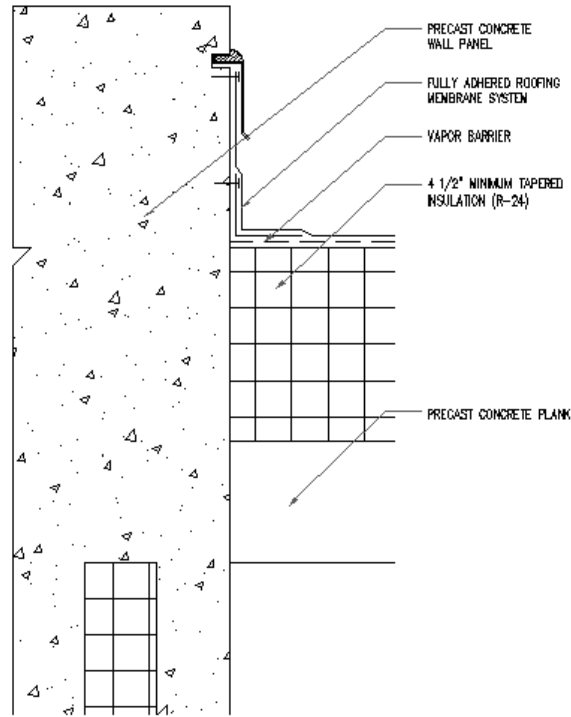 PRECAST CONCRETE
WALL PANEL
FULLY ADHERED ROOFING
MEMBRANE SYSTEM
VAPOR BARRIER
4 1/2" MINIMUM TAPERED
INSULATION (R-24)
PRECAST CONCRETE PLANK